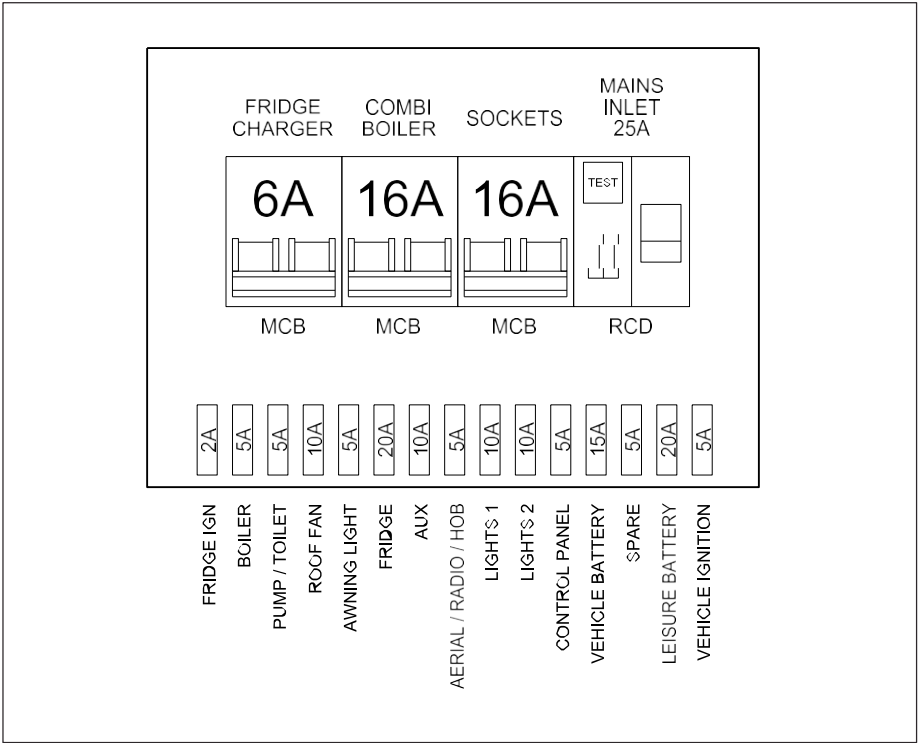 FRIDGE
CHARGER
COMBI
BOILER
SOCKETS
MAINS
INLET
25A
6A
16A
16A
TEST
MCB
MCB
MCB
RCD
2A
5A
5A
10A
5A
20A
10A
5A
10A
10A
5A
15A
5A
20A
5A
FRIDGE IGN
BOILER
PUMP / TOILET
ROOF FAN
AWNING LIGHT
FRIDGE
AUX
AERIAL / RADIO / HOB
LIGHTS 1
LIGHTS 2
CONTROL PANEL
VEHICLE BATTERY
SPARE
LEISURE BATTERY
VEHICLE IGNITION